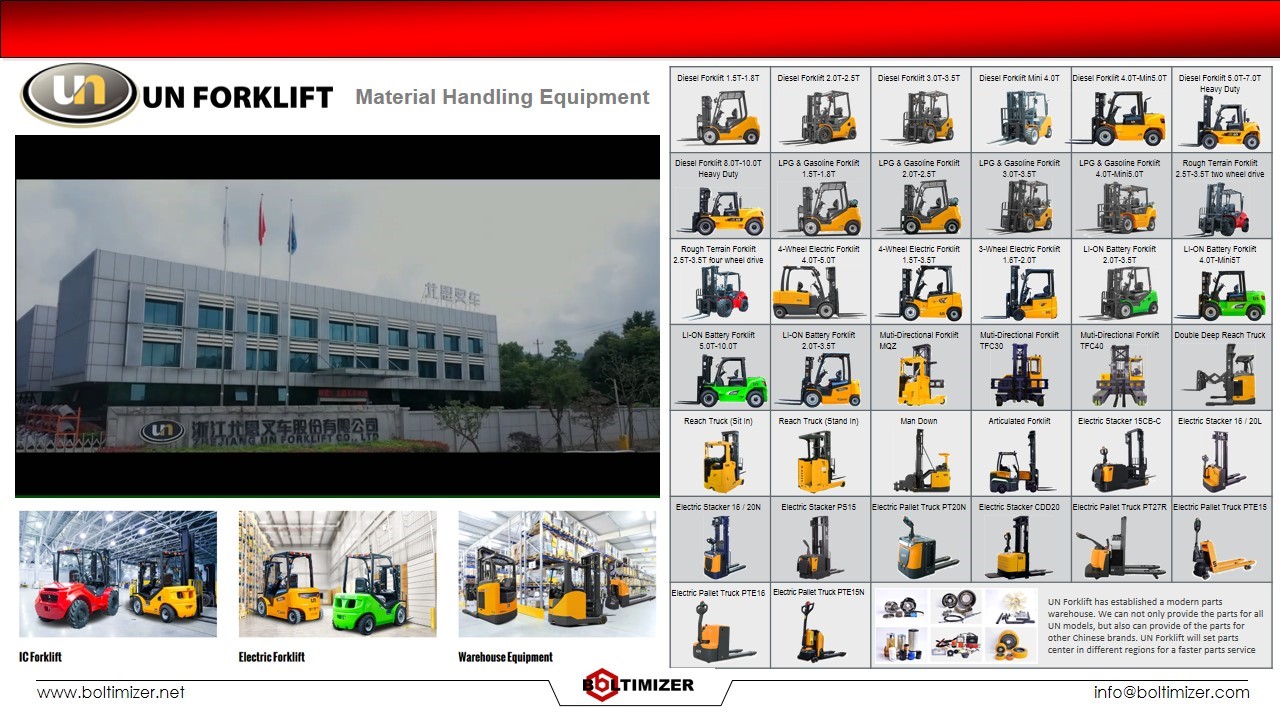 un
UN FORKLIFT
Material Handling Equipment
尤恩叉车
un
浙江尤恩叉车股份有限公司
ZHEJIANG UN FORKLIFT CO., LTD
IC Forklift
Electric Forklift
Warehouse Equipment
Diesel Forklift 1.5T-1.8T
Diesel Forklift 2.0T-2.5T
Diesel Forklift 3.0T-3.5T
Diesel Forklift Mini 4.0T
Diesel Forklift 4.0T-Mini5.0T
Diesel Forklift 5.0T-7.0T
Heavy Duty
Diesel Forklift 8.0T-10.0T
Heavy Duty
LPG & Gasoline Forklift
1.5T-1.8T
LPG & Gasoline Forklift
2.0T-2.5T
LPG & Gasoline Forklift
3.0T-3.5T
LPG & Gasoline Forklift
4.0T-Mini5.0T
Rough Terrain Forklift
2.5T-3.5T two wheel drive
Rough Terrain Forklift
2.5T-3.5T four wheel drive
4-Wheel Electric Forklift
4.0T-5.0T
4-Wheel Electric Forklift
1.5T-3.5T
3-Wheel Electric Forklift
1.6T-2.0T
LI-ON Battery Forklift
2.0T-3.5T
LI-ON Battery Forklift
4.0T-Mini5T
LI-ON Battery Forklift
5.0T-10.0T
LI-ON Battery Forklift
2.0T-3.5T
Muti-Directional Forklift
MQZ
Muti-Directional Forklift
TFC30
Muti-Directional Forklift
TFC40
Double Deep Reach Truck
Reach Truck (Sit In)
Reach Truck (Stand In)
Man Down
Articulated Forklift
Electric Stacker 15CB-C
Electric Stacker 16 / 20L
Electric Stacker 16 / 20N
Electric Stacker PS15
Electric Pallet Truck PT20N
Electric Stacker CDD20
Electric Pallet Truck PT27R
Electric Pallet Truck PTE15
Electric Pallet Truck PTE16
Electric Pallet Truck PTE15N
UN Forklift has established a modern parts
warehouse. We can not only provide the parts for all
UN models, but also can provide of the parts for
other Chinese brands. UN Forklift will set parts
center in different regions for a faster parts service
www.boltimizer.net
BOLTIMIZER
info@boltimizer.com